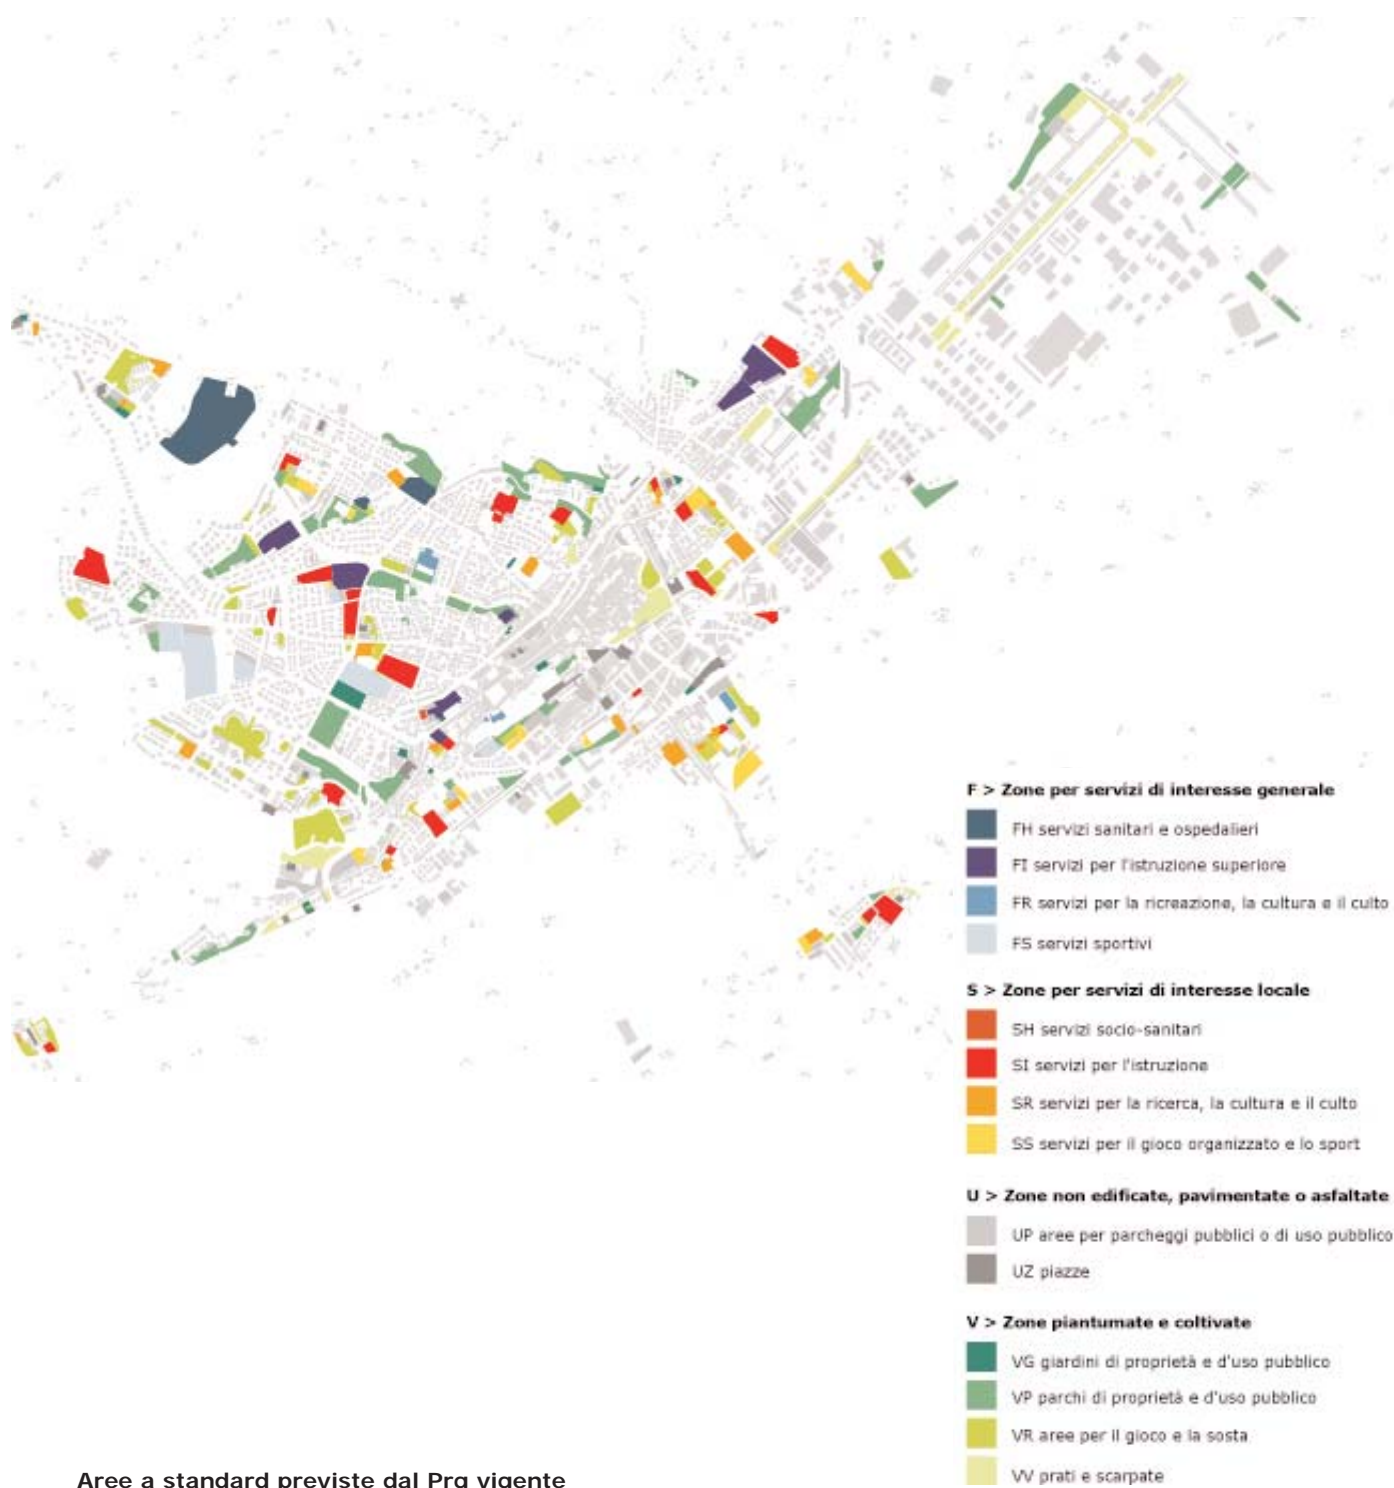 F > Zone per servizi di interesse generale
FH servizi sanitari e ospedalieri
FI servizi per l'istruzione superiore
FR servizi per la ricreazione, la cultura e il culto
FS servizi sportivi
S > Zone per servizi di interesse locale
SH servizi socio-sanitari
SI servizi per l'istruzione
SR servizi per la ricerca, la cultura e il culto
SS servizi per il gioco organizzato e lo sport
U > Zone non edificate, pavimentate o asfaltate
UP aree per parcheggi pubblici o di uso pubblico
UZ piazze
V > Zone piantumate e coltivate
VG giardini di proprietà e d'uso pubblico
VP parchi di proprietà e d'uso pubblico
VR aree per il gioco e la sosta
VV prati e scarpate
Aree a standard previste dal Prg vigente